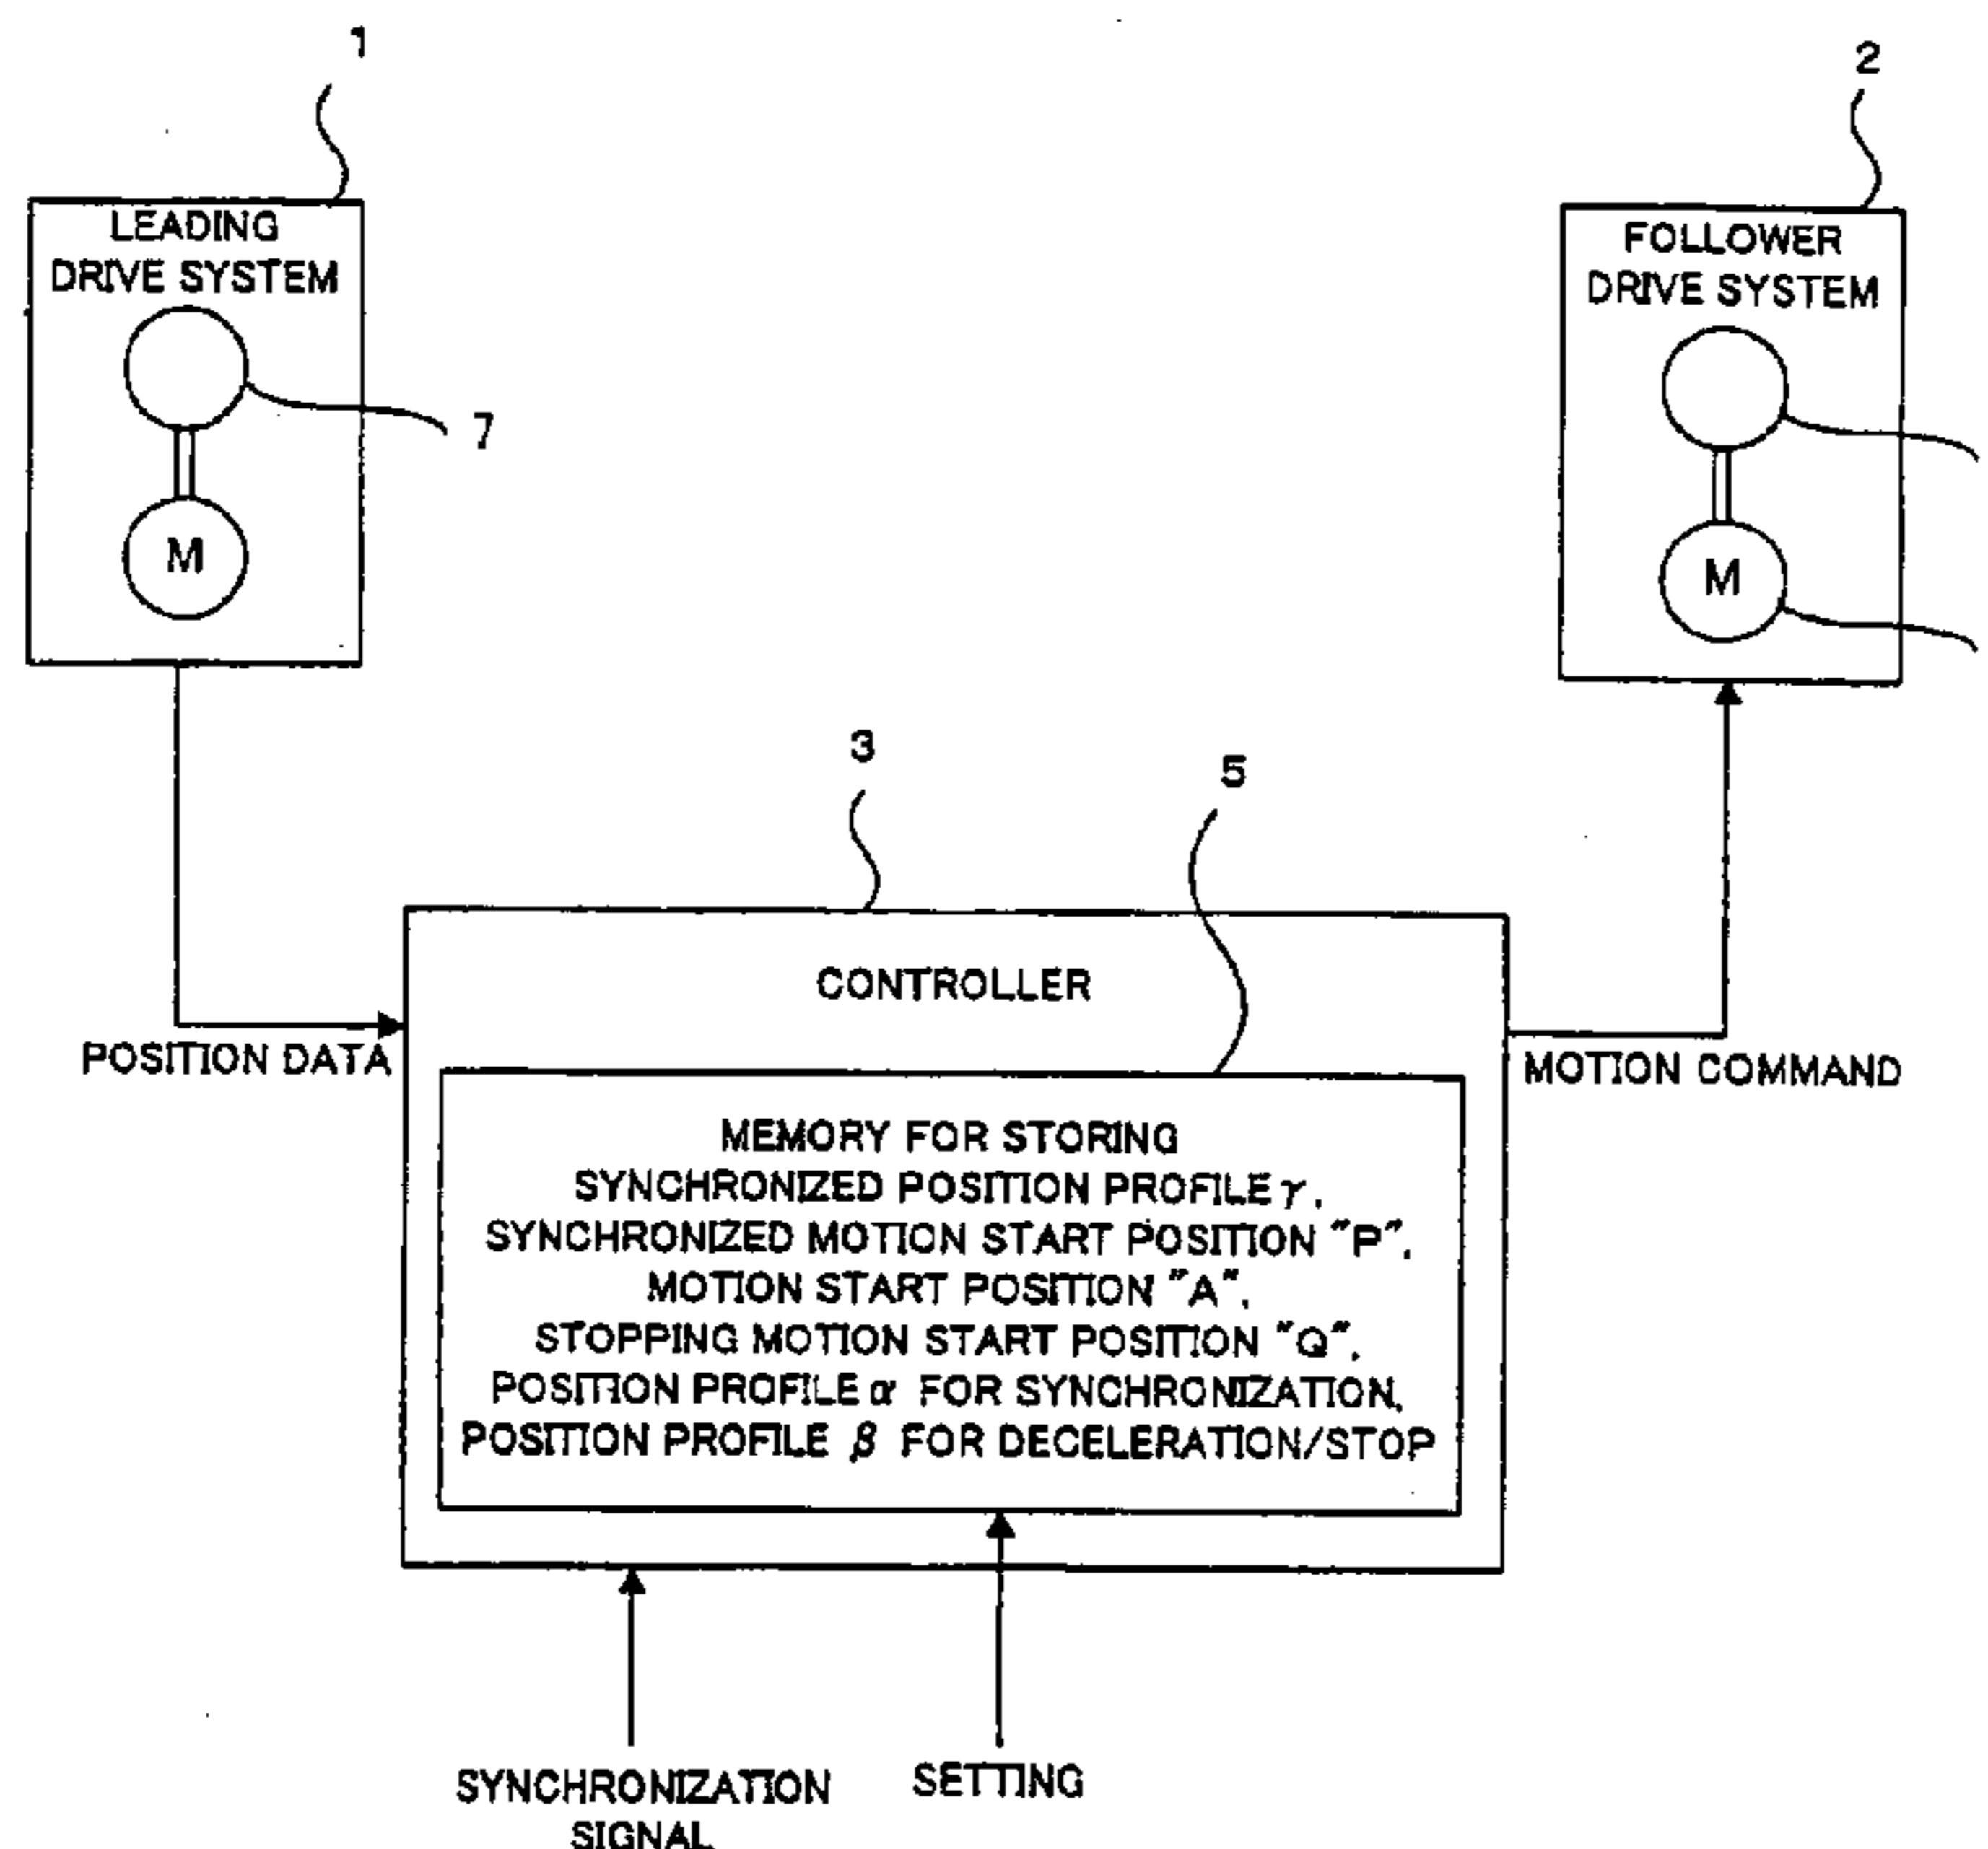 1
2
LEADING
DRIVE SYSTEM
FOLLOWER
DRIVE SYSTEM
7
M
M
3
5
CONTROLLER
POSITION DATA
MOTION COMMAND
MEMORY FOR STORING
SYNCHRONIZED POSITION PROFILE γ,
SYNCHRONIZED MOTION START POSITION "P",
MOTION START POSITION "A",
STOPPING MOTION START POSITION "Q",
POSITION PROFILE α FOR SYNCHRONIZATION,
POSITION PROFILE β FOR DECELERATION/STOP
SYNCHRONIZATION
SIGNAL
SETTING